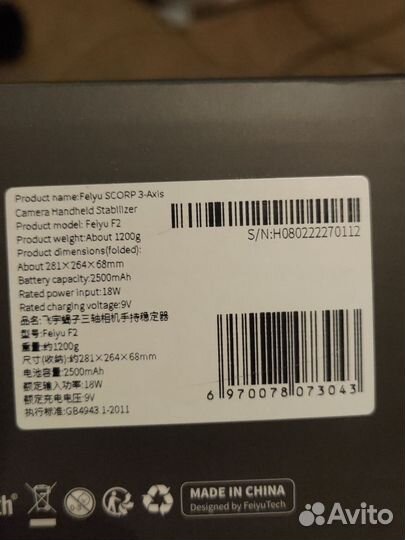 Product name:Feiyu SCORP 3-Axis
Camera Handheld Stabilizer
Product model: Feiyu F2
Product weight:About 1200g
Product dimensions(folded):
About 281×264×68mm
Battery capacity:2500mAh
Rated power input:18W
Rated charging voltage:9V
品名:飞宇蝎子三轴相机手持稳定器
型号:Feiyu F2
重量:约1200g
尺寸(收纳):约281×264×68mm
电池容量:2500mAh
额定输入功率:18W
额定充电电压:9V
执行标准:GB4943.1-2011
S/N:H080222270112
6 970078 073043
th®
0-3
MADE IN CHINA
Designed by FeiyuTech
Avito